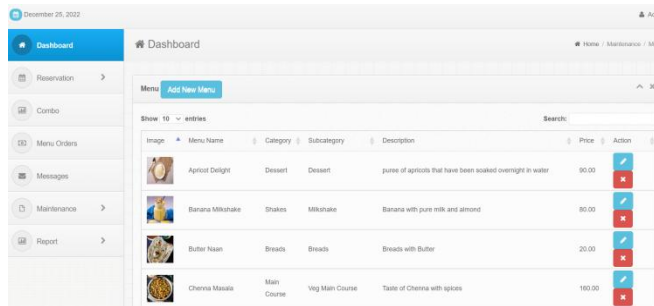 December 25, 2022
Dashboard
Dashboard
Home / Maintenance /
Reservation
Menu Add New Menu
Combo
Show 10 entries Search:
Menu Orders
Image Menu Name Category Subcategory Description Price Action
Apricot Delight Dessert Dessert puree of apricots that have been soaked overnight in water 90.00
Messages
Maintenance
Banana Milkshake Shakes Milkshake Banana with pure milk and almond 80.00
Report
Butter Naan Breads Breads Breads with Butter 20.00
Chenna Masala Main Course Veg Main Course Taste of Chenna with spices 160.00